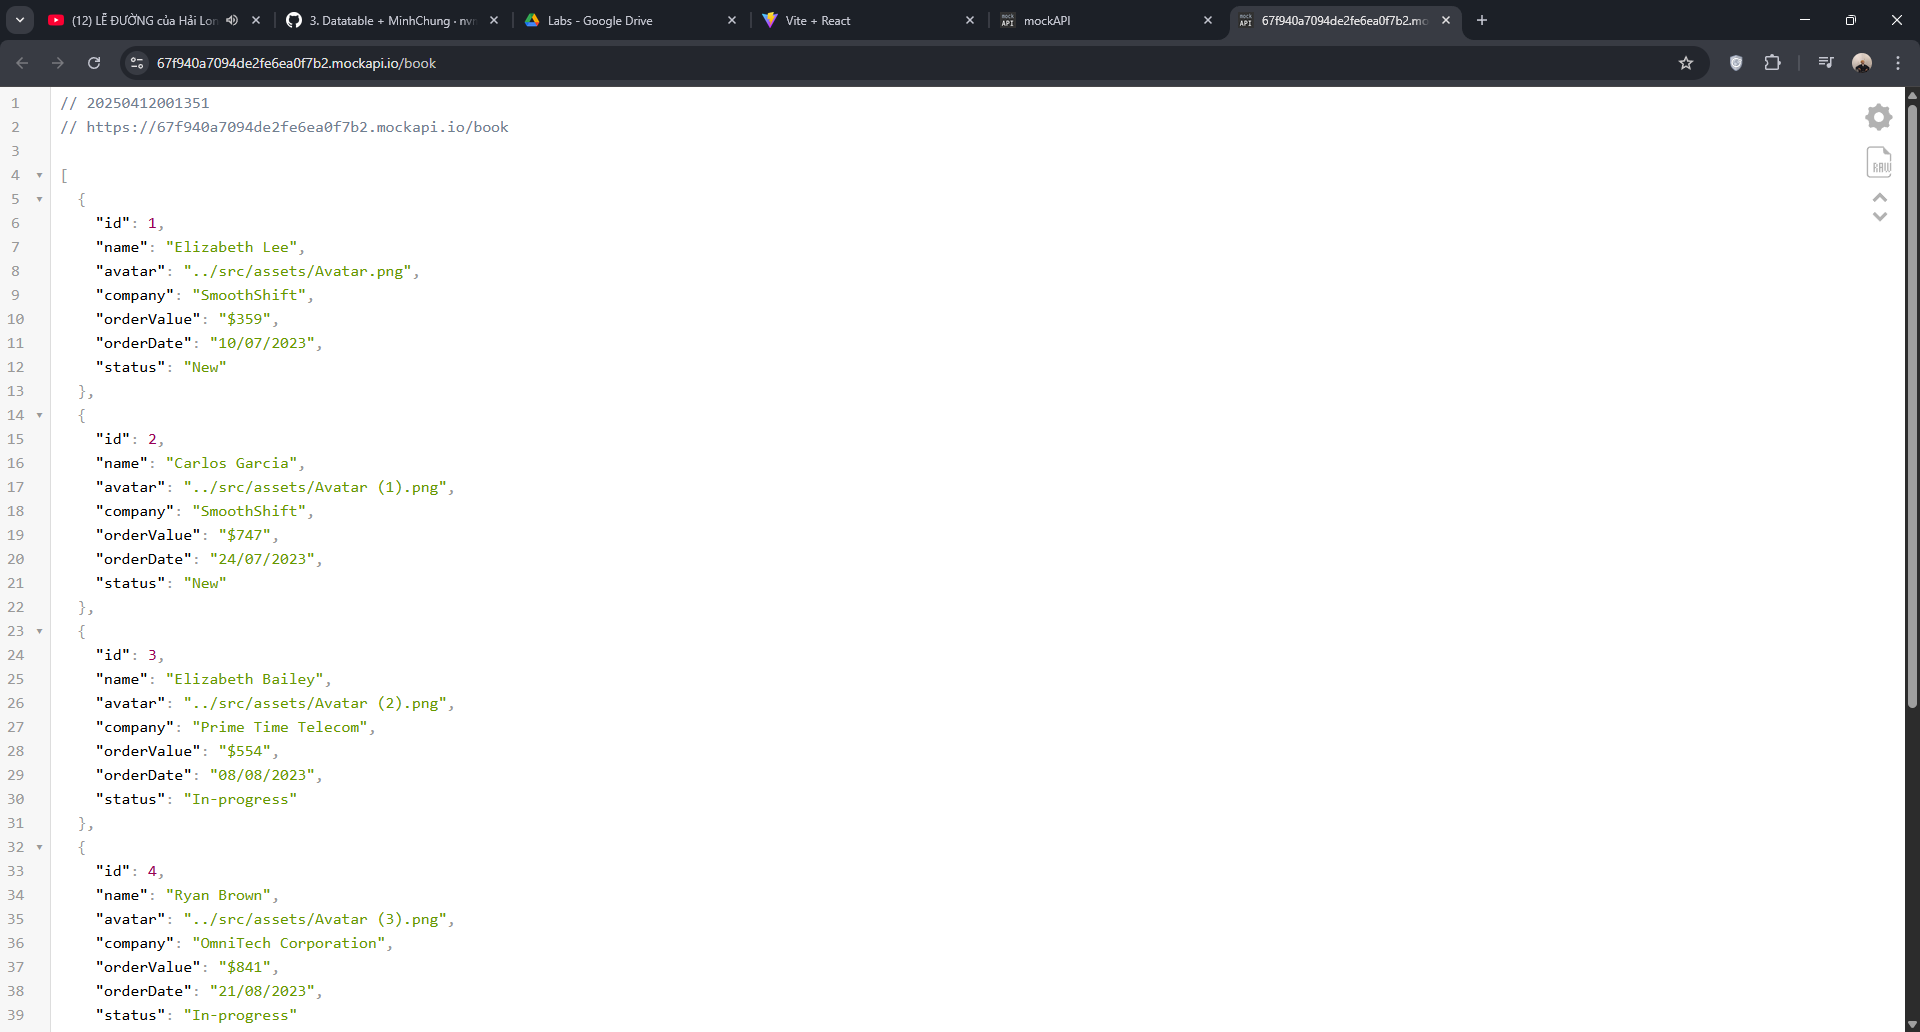 (12) LỄ ĐƯỜNG của Hải Lon
3. Datatable + MinhChung · nvn
Labs - Google Drive
Vite + React
mockAPI
67f940a7094de2fe6ea0f7b2.mo
67f940a7094de2fe6ea0f7b2.mockapi.io/book
1 // 20250412001351
2 // https://67f940a7094de2fe6ea0f7b2.mockapi.io/book
3
4 [
5 {
6 "id": 1,
7 "name": "Elizabeth Lee",
8 "avatar": "../src/assets/Avatar.png",
9 "company": "SmoothShift",
10 "orderValue": "$359",
11 "orderDate": "10/07/2023",
12 "status": "New"
13 },
14 {
15 "id": 2,
16 "name": "Carlos Garcia",
17 "avatar": "../src/assets/Avatar (1).png",
18 "company": "SmoothShift",
19 "orderValue": "$747",
20 "orderDate": "24/07/2023",
21 "status": "New"
22 },
23 {
24 "id": 3,
25 "name": "Elizabeth Bailey",
26 "avatar": "../src/assets/Avatar (2).png",
27 "company": "Prime Time Telecom",
28 "orderValue": "$554",
29 "orderDate": "08/08/2023",
30 "status": "In-progress"
31 },
32 {
33 "id": 4,
34 "name": "Ryan Brown",
35 "avatar": "../src/assets/Avatar (3).png",
36 "company": "OmniTech Corporation",
37 "orderValue": "$841",
38 "orderDate": "21/08/2023",
39 "status": "In-progress"
RAW